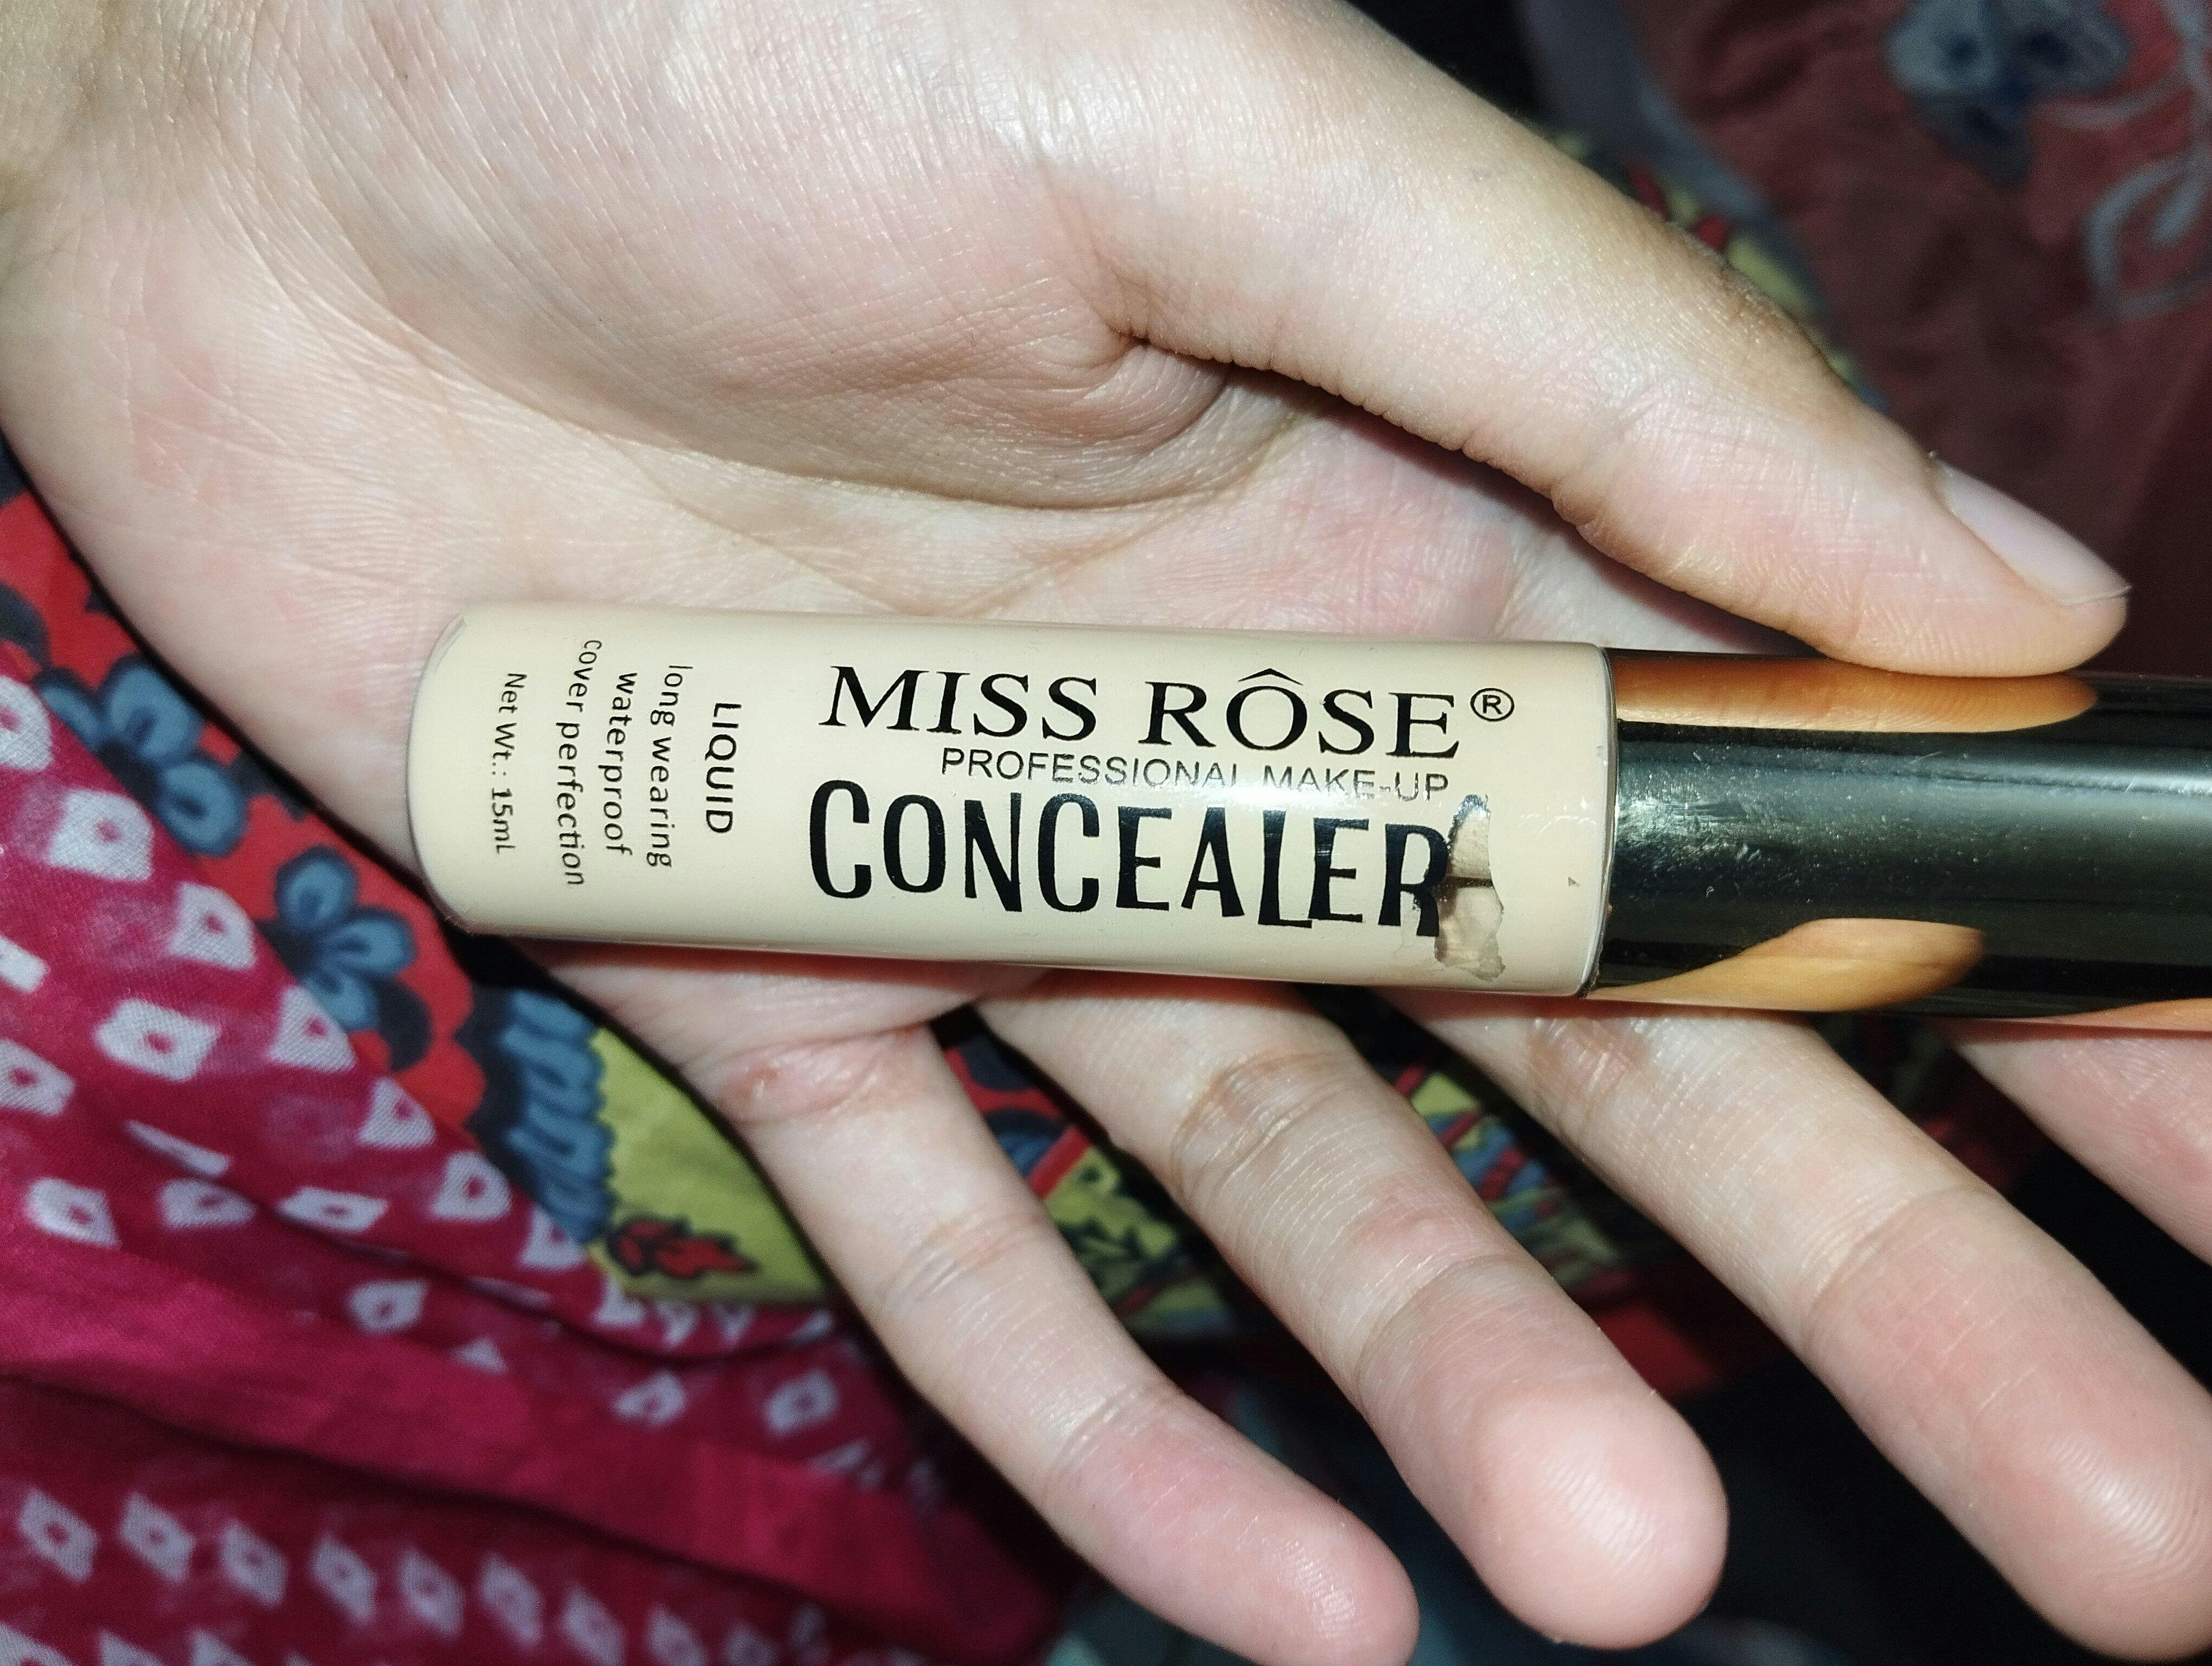 MISS RÔSE®
PROFESSIONAL MAKE-UP
CONCEALER
LIQUID
long wearing
waterproof
cover perfection
Net Wt.: 15mL